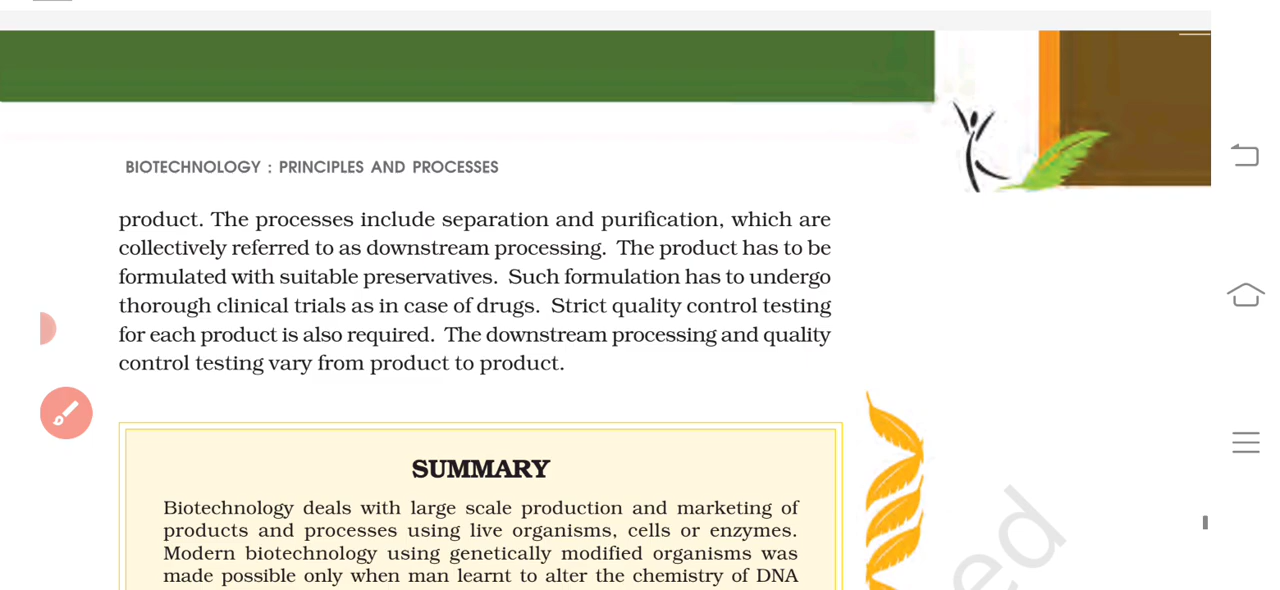 BIOTECHNOLOGY : PRINCIPLES AND PROCESSES
product. The processes include separation and purification, which are
collectively referred to as downstream processing. The product has to be
formulated with suitable preservatives. Such formulation has to undergo
thorough clinical trials as in case of drugs. Strict quality control testing
for each product is also required. The downstream processing and quality
control testing vary from product to product.
SUMMARY
Biotechnology deals with large scale production and marketing of
products and processes using live organisms, cells or enzymes.
Modern biotechnology using genetically modified organisms was
made possible only when man learnt to alter the chemistry of DNA
ed